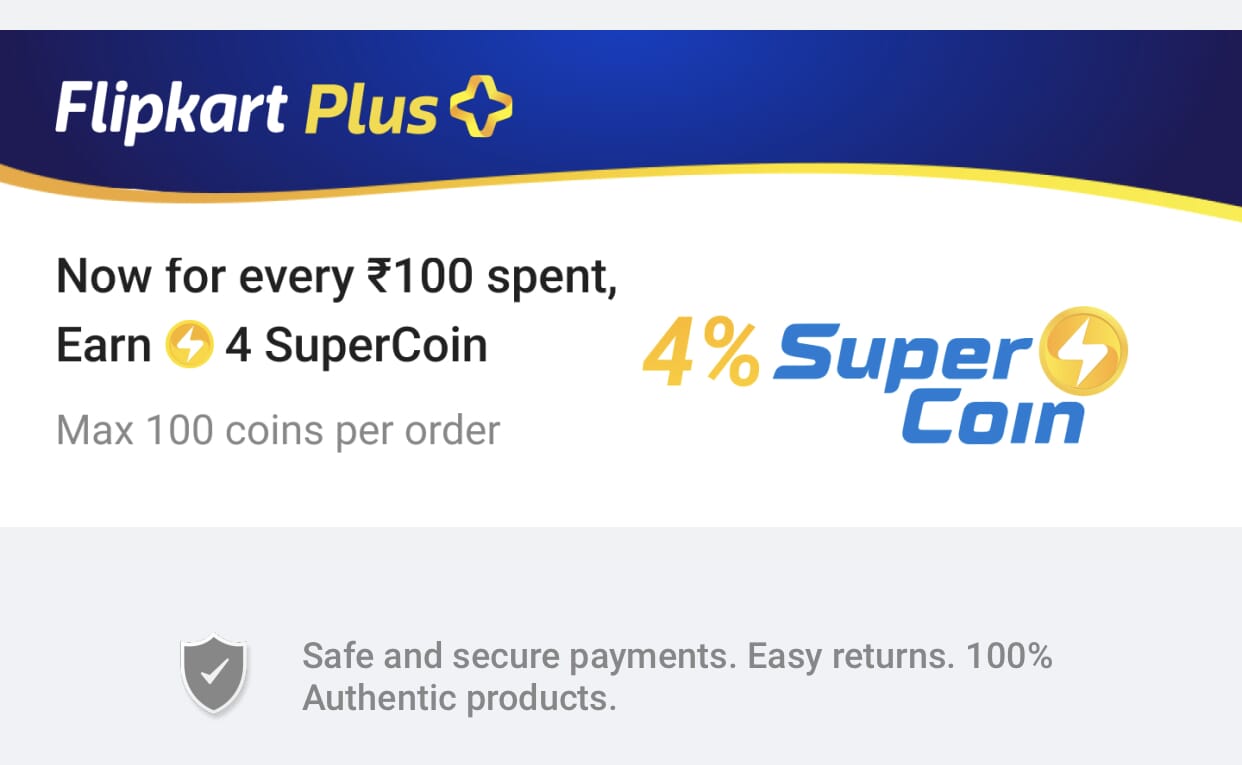 Flipkart Plus
Now for every ₹100 spent,
Earn 4 SuperCoin
Max 100 coins per order
4% Super
Coin
Safe and secure payments. Easy returns. 100%
Authentic products.